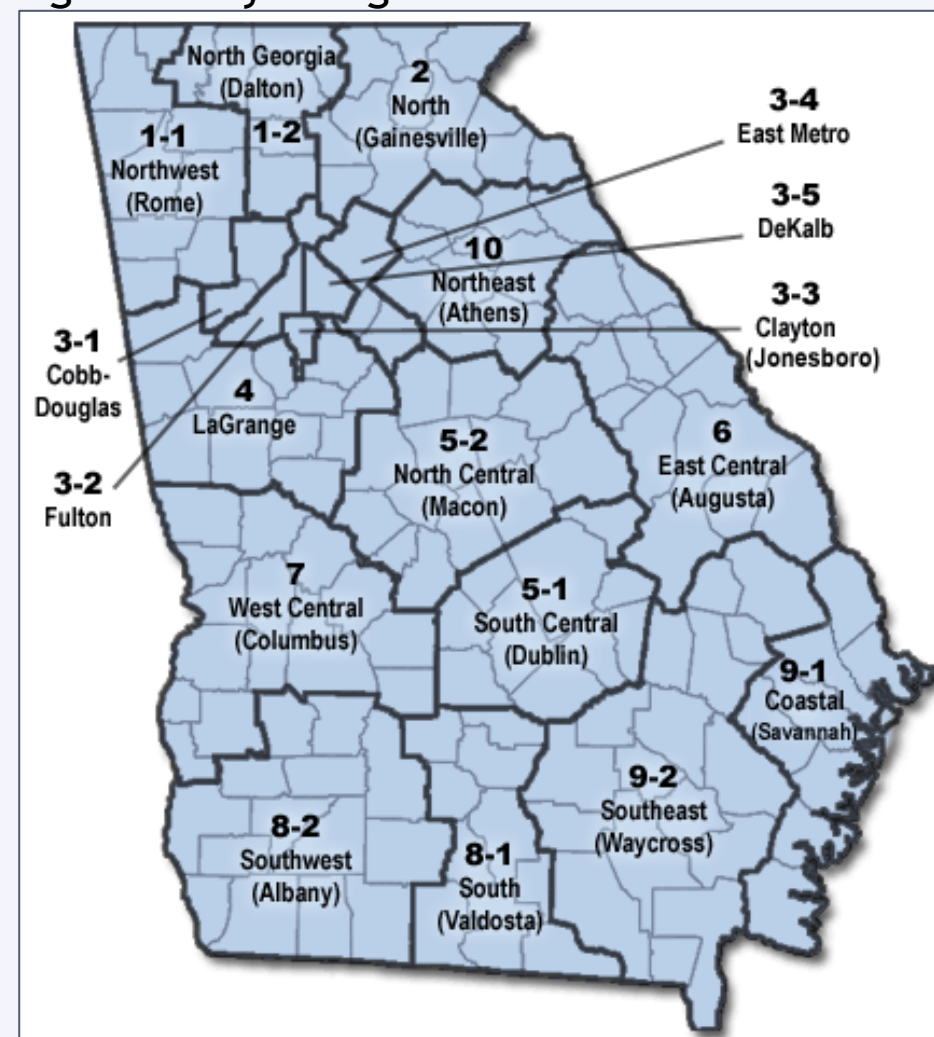 North Georgia
(Dalton)
1-2
2
North
(Gainesville)
1-1
Northwest
(Rome)
3-4
East Metro
3-5
DeKalb
10
Northeast
(Athens)
3-3
Clayton
(Jonesboro)
3-1
Cobb-
Douglas
4
LaGrange
3-2
Fulton
5-2
North Central
(Macon)
6
East Central
(Augusta)
7
West Central
(Columbus)
5-1
South Central
(Dublin)
9-1
Coastal
(Savannah)
9-2
Southeast
(Waycross)
8-2
Southwest
(Albany)
8-1
South
(Valdosta)